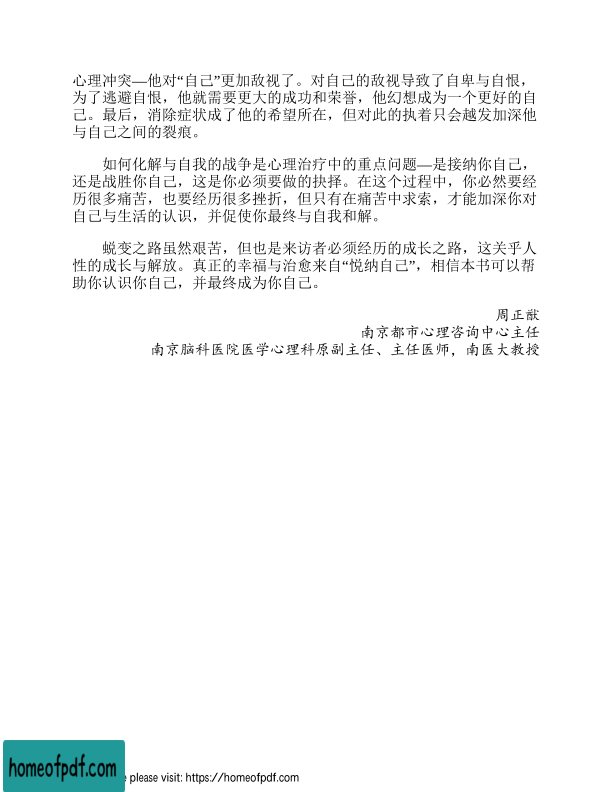 心理冲突—他对“自己”更加敌视了。对自己的敌视导致了自卑与自恨，
为了逃避自恨，他就需要更大的成功和荣誉，他幻想成为一个更好的自
己。最后，消除症状成了他的希望所在，但对此的执着只会越发加深他
与自己之间的裂痕。
如何化解与自我的战争是心理治疗中的重点问题—是接纳你自己，
还是战胜你自己，这是你必须要做的抉择。在这个过程中，你必然要经
历很多痛苦，也要经历很多挫折，但只有在痛苦中求索，才能加深你对
自己与生活的认识，并促使你最终与自我和解。
蜕变之路虽然艰苦，但也是来访者必须经历的成长之路，这关乎人
性的成长与解放。真正的幸福与治愈来自“悦纳自己”，相信本书可以帮
助你认识你自己，并最终成为你自己。
周正猷
南京都市心理咨询中心主任
南京脑科医院医学心理科原副主任、主任医师，南医大教授
homeofpdf.com
e please visit: https://homeofpdf.com